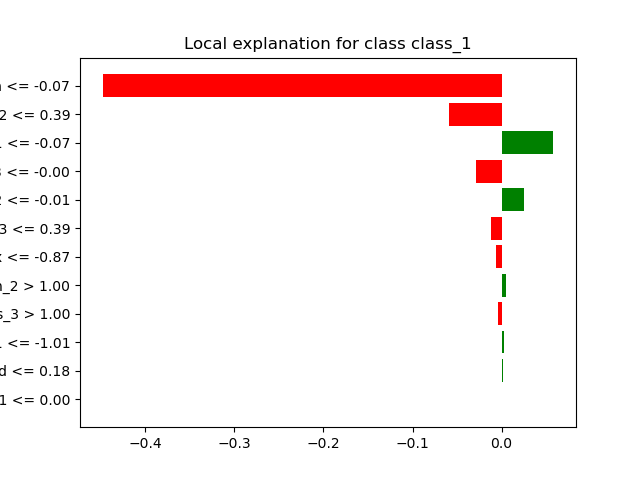 Local explanation for class class_1
<= -0.07
2 <= 0.39
<= -0.07
<= -0.00
2 <= -0.01
3 <= 0.39
x <= -0.87
_2 > 1.00
s_3 > 1.00
<= -1.01
d <= 0.18
1 <= 0.00
−0.4 −0.3 −0.2 −0.1 0.0